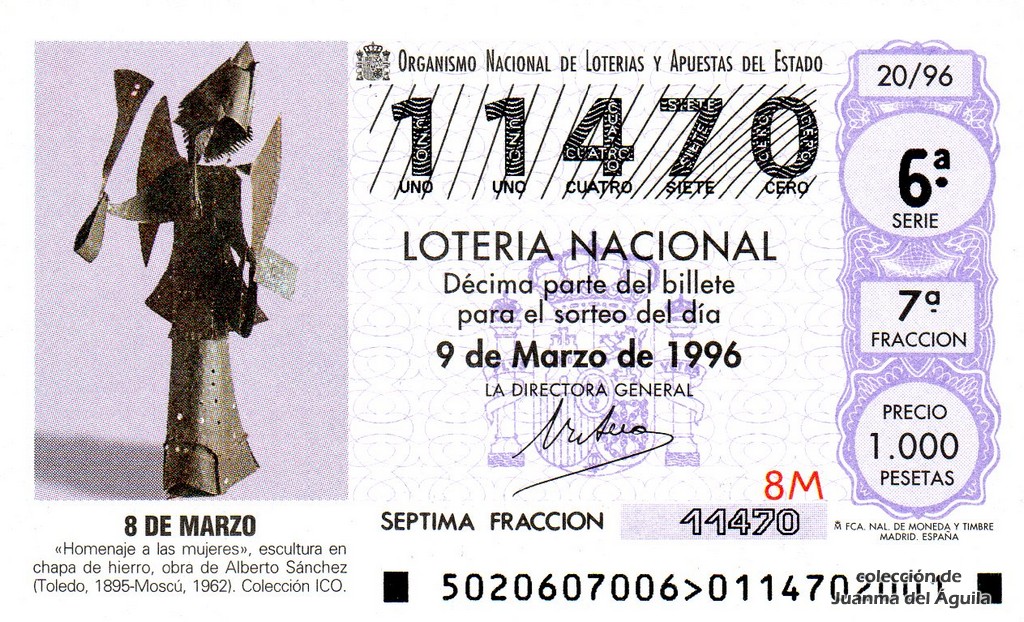 ORGANISMO NACIONAL DE LOTERIAS Y APUESTAS DEL ESTADO
11470
UNO UNO CUATRO SIETE CERO
LOTERIA NACIONAL
Décima parte del billete
para el sorteo del día
9 de Marzo de 1996
LA DIRECTORA GENERAL
8M
SEPTIMA FRACCION 11470
20/96
6ª
SERIE
7ª
FRACCION
PRECIO
1.000
PESETAS
FCA. NAL. DE MONEDA Y TIMBRE
MADRID. ESPAÑA
8 DE MARZO
«Homenaje a las mujeres», escultura en
chapa de hierro, obra de Alberto Sánchez
(Toledo, 1895-Moscú, 1962). Colección ICO.
colección de
Juanma del Águila